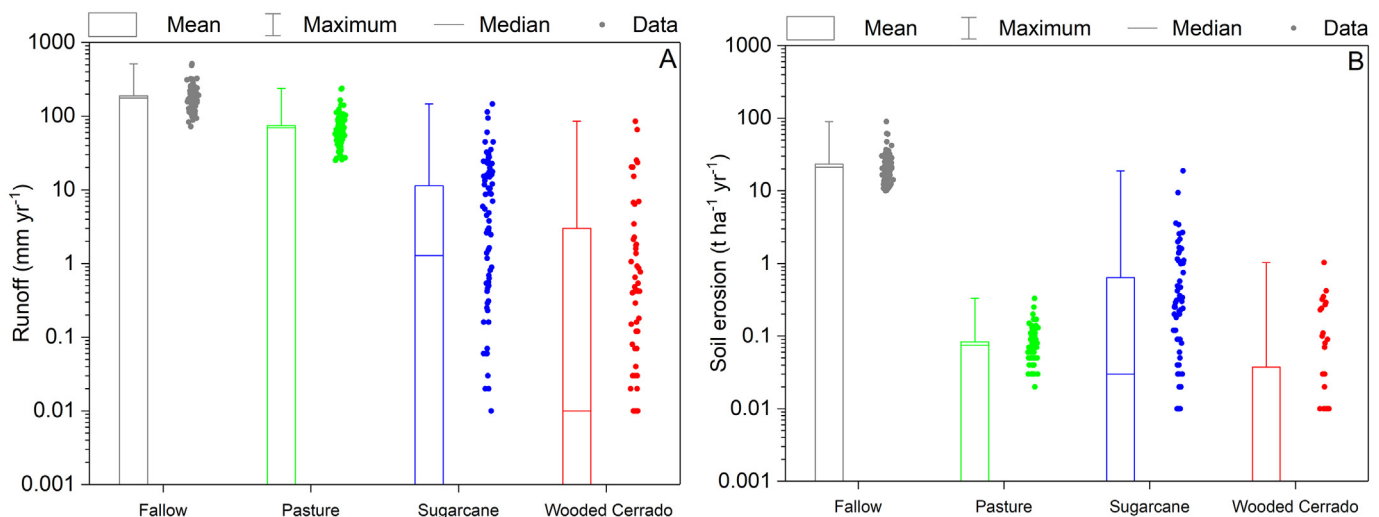 Mean Maximum Median Data
A
1000
100
10
1
0.1
0.01
0.001
Runoff (mm yr⁻¹)
Fallow Pasture Sugarcane Wooded Cerrado
Mean Maximum Median Data
B
1000
100
10
1
0.1
0.01
0.001
Soil erosion (t ha⁻¹ yr⁻¹)
Fallow Pasture Sugarcane Wooded Cerrado